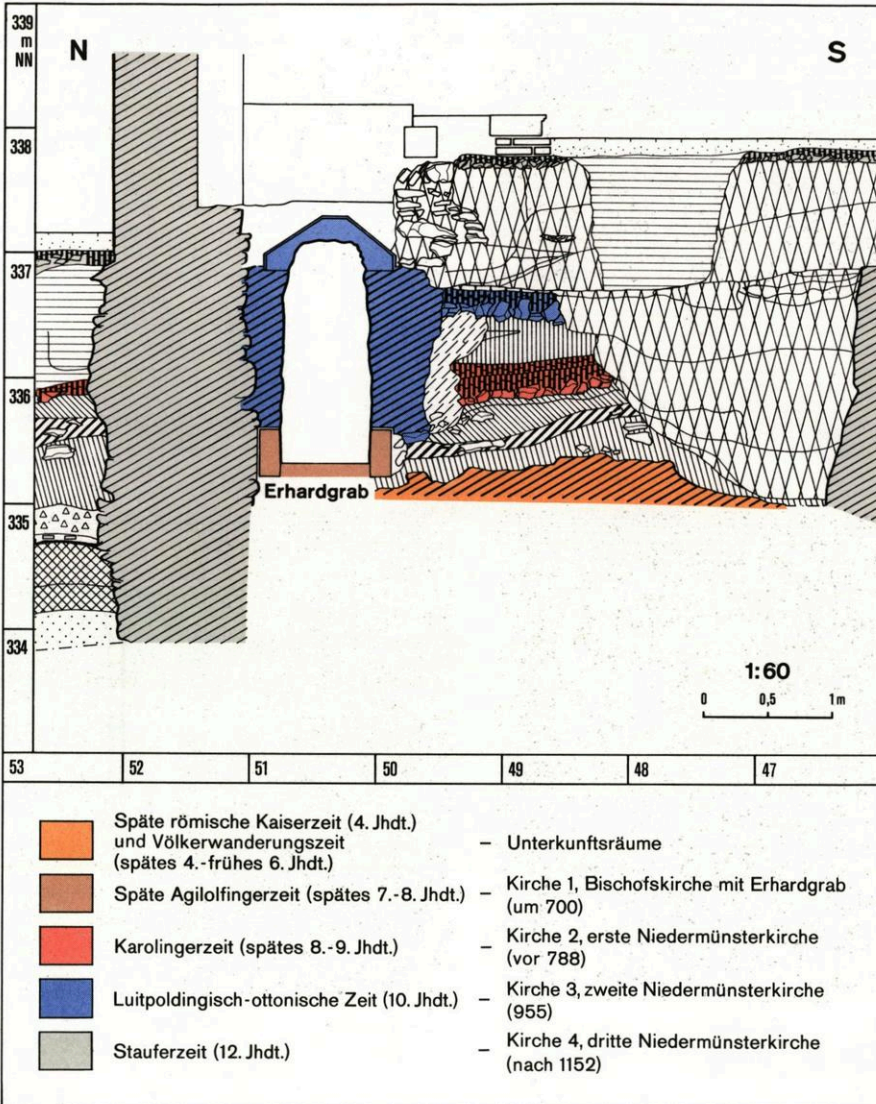 339
m
NN
N
S
338
337
336
335
334
Erhardgrab
1:60
0 0,5 1m
53 52 51 50 49 48 47
Späte römische Kaiserzeit (4. Jhdt.)
und Völkerwanderungszeit
(spätes 4.-frühes 6. Jhdt.)
– Unterkunftsräume
Späte Agilolfingerzeit (spätes 7.-8. Jhdt.)
– Kirche 1, Bischofskirche mit Erhardgrab
(um 700)
Karolingerzeit (spätes 8.-9. Jhdt.)
– Kirche 2, erste Niedermünsterkirche
(vor 788)
Luitpoldingisch-ottonische Zeit (10. Jhdt.)
– Kirche 3, zweite Niedermünsterkirche
(955)
Stauferzeit (12. Jhdt.)
– Kirche 4, dritte Niedermünsterkirche
(nach 1152)